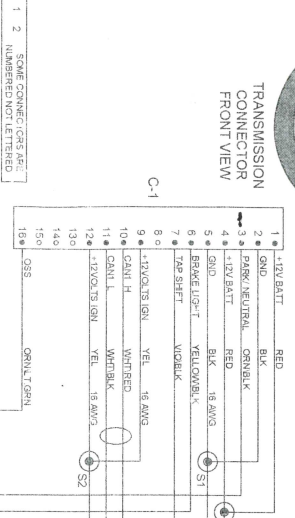 TRANSMISSION
CONNECTOR
FRONT VIEW
1 2 SOME CONNECTORS ARE
NUMBERED NOT LETTERED
C-1
1 +12V BATT RED
2 GND BLK
3 PARK/NEUTRAL ORN/BLK
4 +12V BATT RED
5 GND BLK 16 AWG
6 BRAKE LIGHT YELLOW/BLK
7 TAP SHIFT VIO/BLK
8
9 +12VOLTS IGN YEL 16 AWG
10 CAN1 H WHT/RED
11 CAN1 L WHT/BLK
12 +12VOLTS IGN YEL 16 AWG
13
14
15
16 OSS ORN/LT GRN
S1
S2